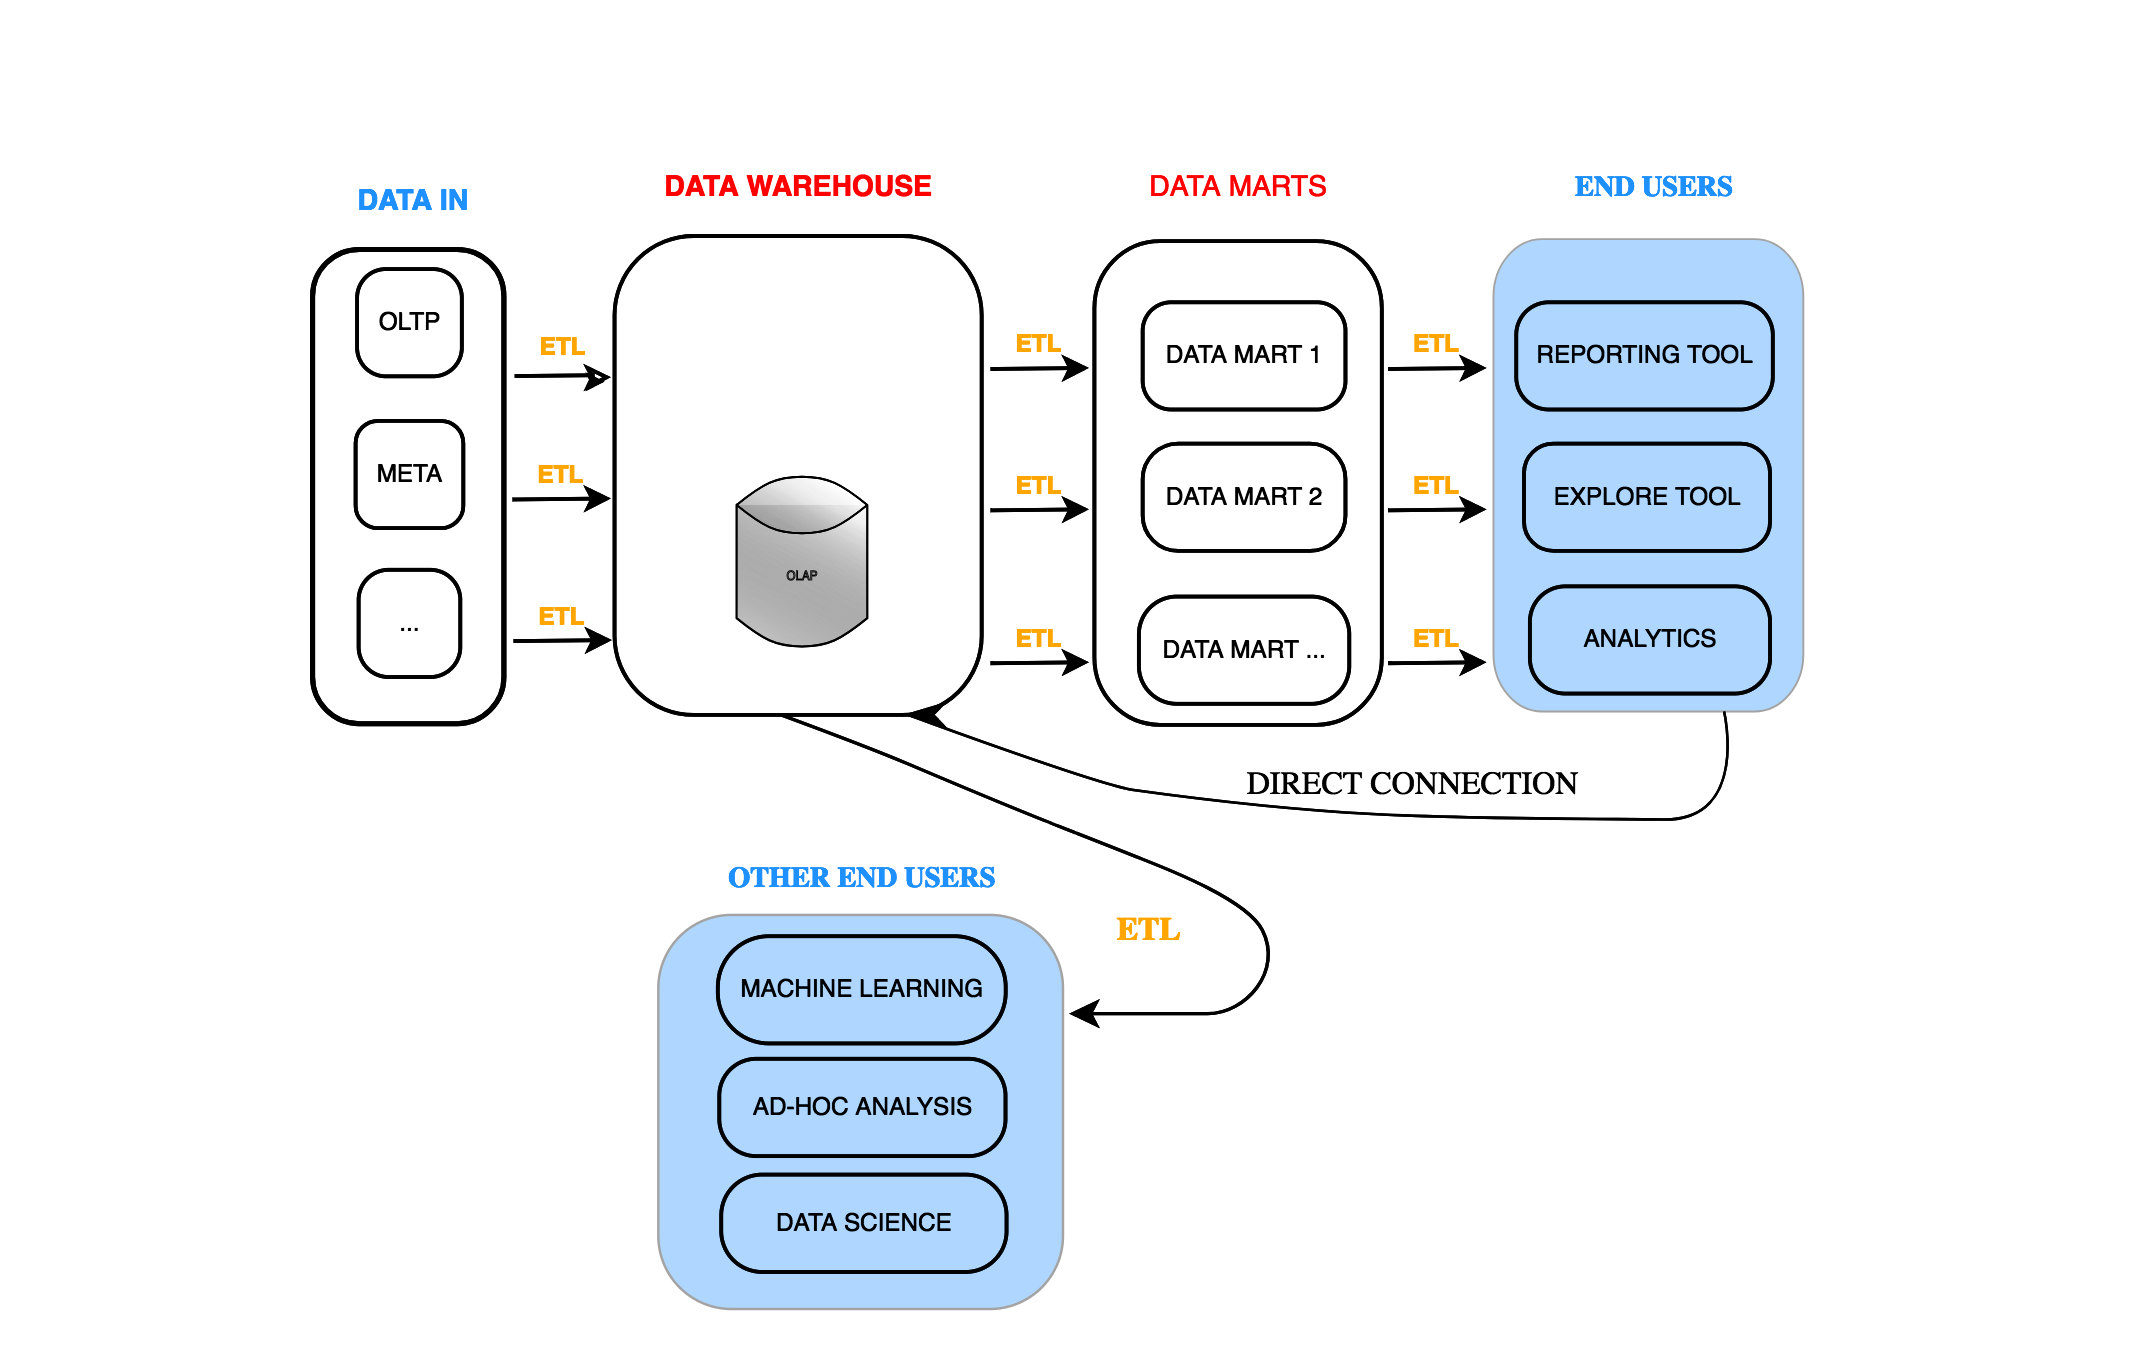 DATA IN
DATA WAREHOUSE
DATA MARTS
END USERS
OLTP
META
...
ETL
ETL
ETL
OLAP
ETL
ETL
ETL
DATA MART 1
DATA MART 2
DATA MART ...
ETL
ETL
ETL
REPORTING TOOL
EXPLORE TOOL
ANALYTICS
DIRECT CONNECTION
OTHER END USERS
ETL
MACHINE LEARNING
AD-HOC ANALYSIS
DATA SCIENCE